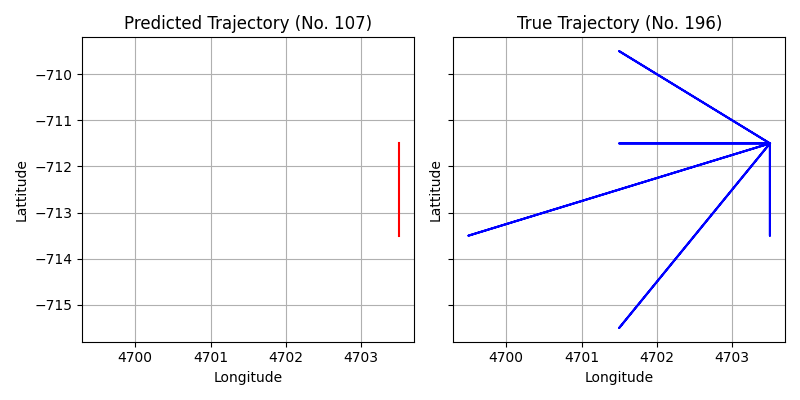 Predicted Trajectory (No. 107)
True Trajectory (No. 196)
Lattitude
−710
−711
−712
−713
−714
−715
4700
4701
4702
4703
Longitude
Lattitude
4700
4701
4702
4703
Longitude